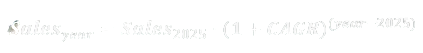 Sales_year = Sales_2025 · (1 + CAGR)^(year−2025)